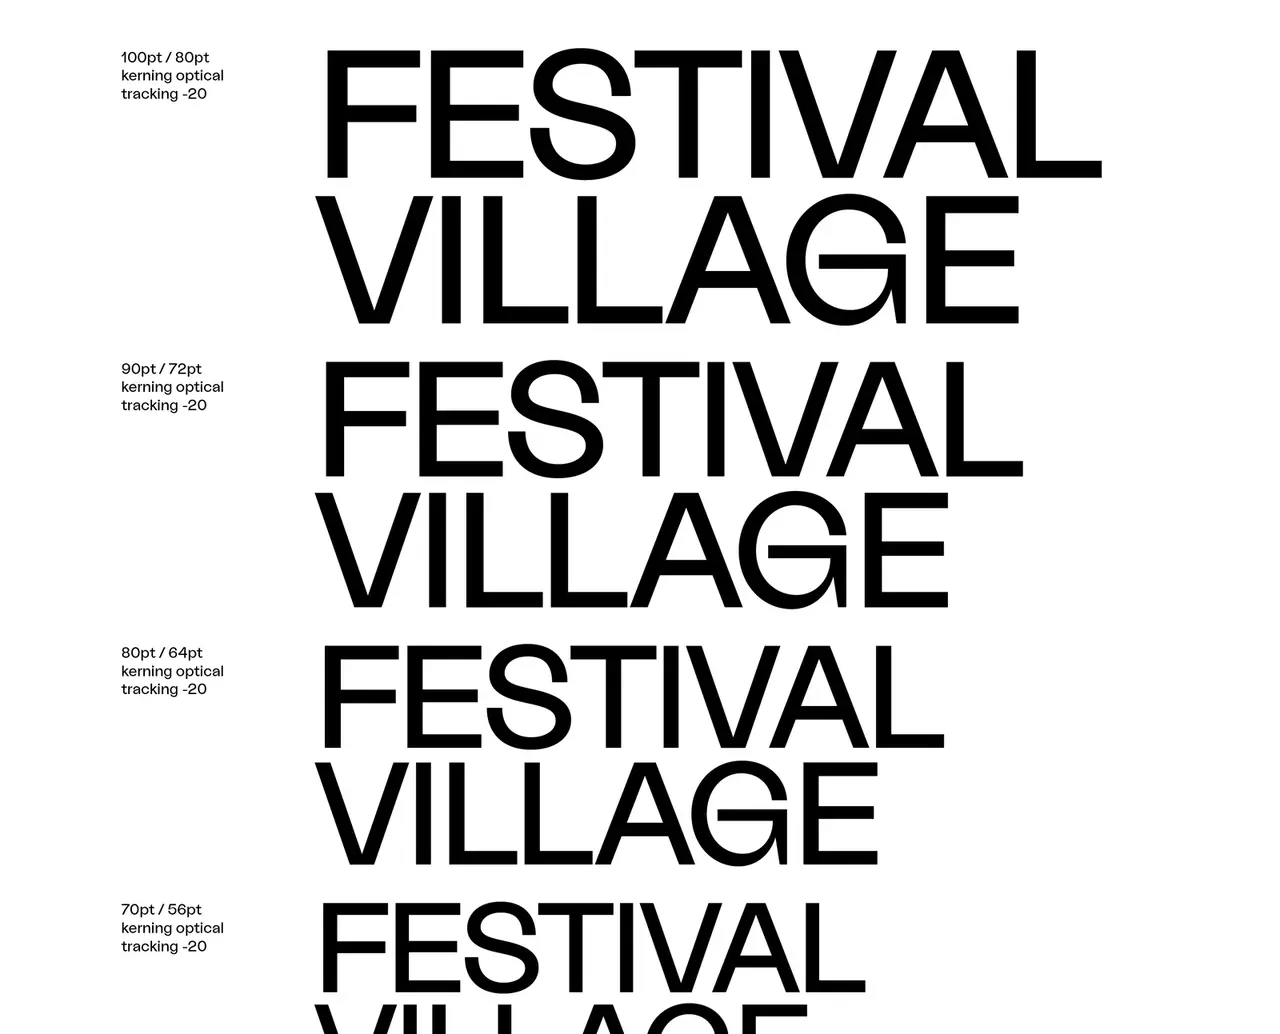 100pt / 80pt
kerning optical
tracking -20
FESTIVAL
VILLAGE
90pt / 72pt
kerning optical
tracking -20
FESTIVAL
VILLAGE
80pt / 64pt
kerning optical
tracking -20
FESTIVAL
VILLAGE
70pt / 56pt
kerning optical
tracking -20
FESTIVAL
VILLAGE